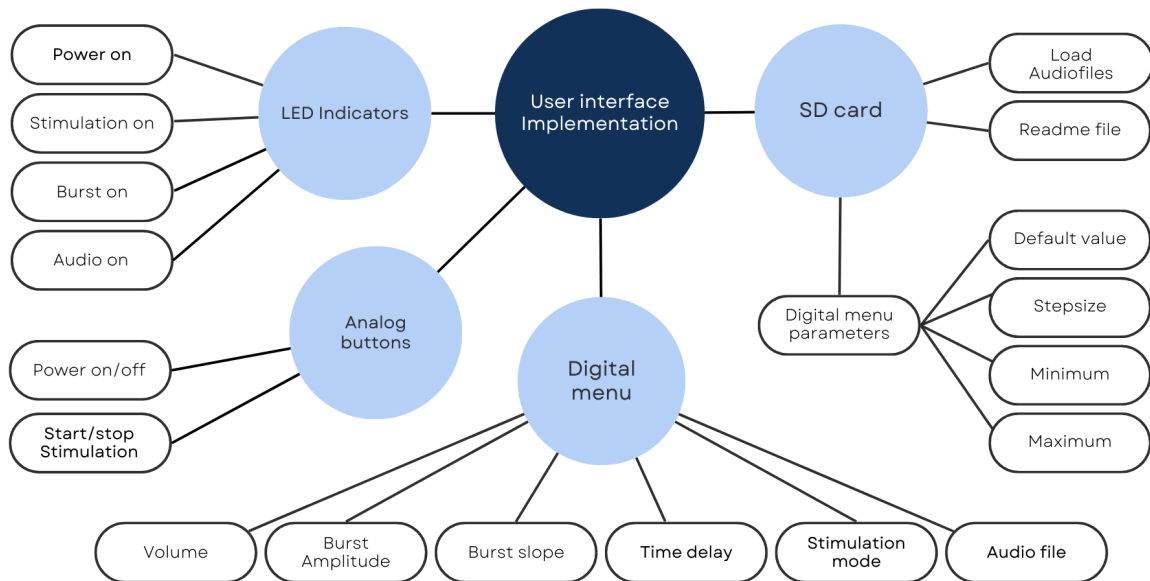 User interface
Implementation
LED Indicators
Power on
Stimulation on
Burst on
Audio on
Analog
buttons
Power on/off
Start/stop
Stimulation
Digital
menu
Volume
Burst
Amplitude
Burst slope
Time delay
Stimulation
mode
Audio file
SD card
Load
Audiofiles
Readme file
Digital menu
parameters
Default value
Stepsize
Minimum
Maximum